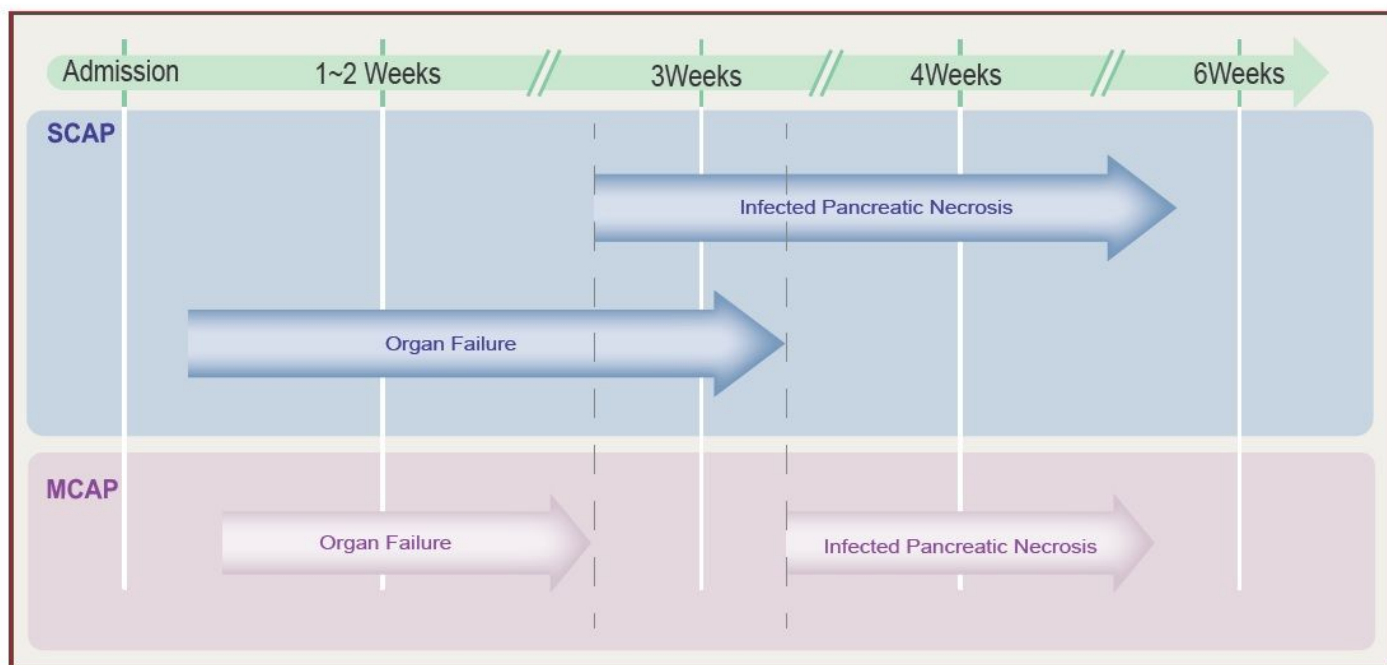 Admission 1~2 Weeks 3Weeks 4Weeks 6Weeks
SCAP
Infected Pancreatic Necrosis
Organ Failure
MCAP
Organ Failure Infected Pancreatic Necrosis